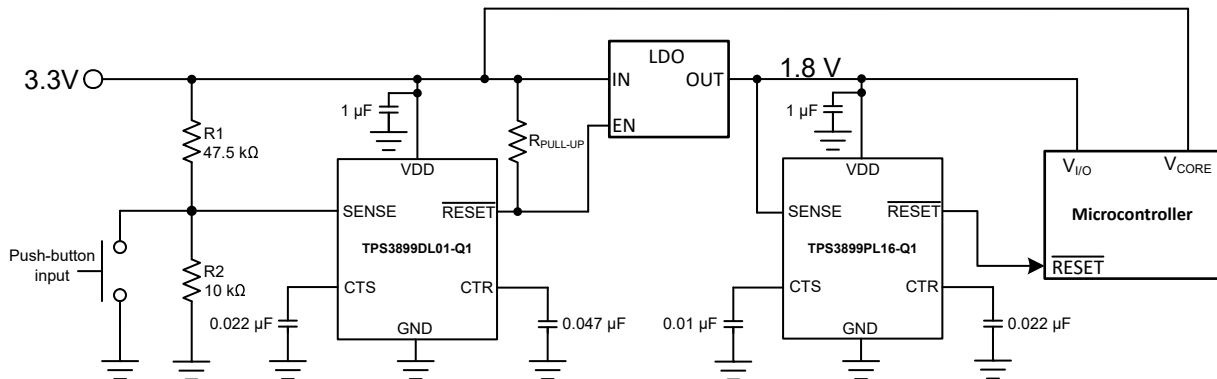 3.3V
R1
47.5 kΩ
Push-button
input
R2
10 kΩ
0.022 µF
1 µF
VDD
SENSE
RESET
TPS3899DL01-Q1
CTS
CTR
GND
0.047 µF
RPULL-UP
LDO
IN
OUT
EN
1.8 V
1 µF
VDD
SENSE
RESET
TPS3899PL16-Q1
CTS
CTR
GND
0.01 µF
0.022 µF
VI/O
VCORE
Microcontroller
RESET